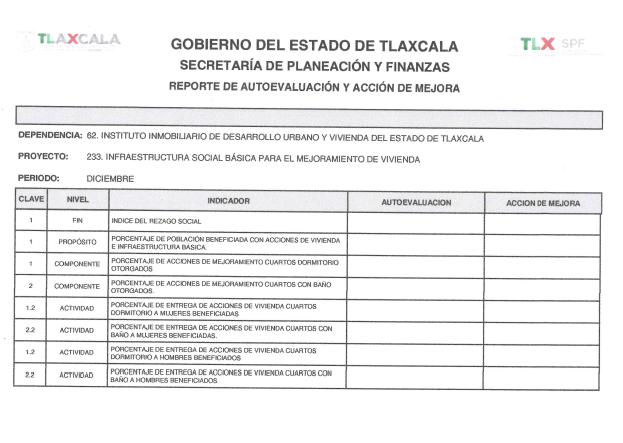 TLAXCALA
TLX SPF
GOBIERNO DEL ESTADO DE TLAXCALA
SECRETARÍA DE PLANEACIÓN Y FINANZAS
REPORTE DE AUTOEVALUACIÓN Y ACCIÓN DE MEJORA
DEPENDENCIA: 62. INSTITUTO INMOBILIARIO DE DESARROLLO URBANO Y VIVIENDA DEL ESTADO DE TLAXCALA
PROYECTO: 233. INFRAESTRUCTURA SOCIAL BÁSICA PARA EL MEJORAMIENTO DE VIVIENDA
PERIODO: DICIEMBRE
CLAVE NIVEL INDICADOR AUTOEVALUACION ACCION DE MEJORA
1 FIN INDICE DEL REZAGO SOCIAL
1 PROPÓSITO PORCENTAJE DE POBLACIÓN BENEFICIADA CON ACCIONES DE VIVIENDA
E INFRAESTRUCTURA BÁSICA.
1 COMPONENTE PORCENTAJE DE ACCIONES DE MEJORAMIENTO CUARTOS DORMITORIO
OTORGADOS
2 COMPONENTE PORCENTAJE DE ACCIONES DE MEJORAMIENTO CUARTOS CON BAÑO
OTORGADOS.
1.2 ACTIVIDAD PORCENTAJE DE ENTREGA DE ACCIONES DE VIVIENDA CUARTOS
DORMITORIO A MUJERES BENEFICIADAS
2.2 ACTIVIDAD PORCENTAJE DE ENTREGA DE ACCIONES DE VIVIENDA CUARTOS CON
BAÑO A MUJERES BENEFICIADAS.
1.2 ACTIVIDAD PORCENTAJE DE ENTREGA DE ACCIONES DE VIVIENDA CUARTOS
DORMITORIO A HOMBRES BENEFICIADOS
2.2 ACTIVIDAD PORCENTAJE DE ENTREGA DE ACCIONES DE VIVIENDA CUARTOS CON
BAÑO A HOMBRES BENEFICIADOS